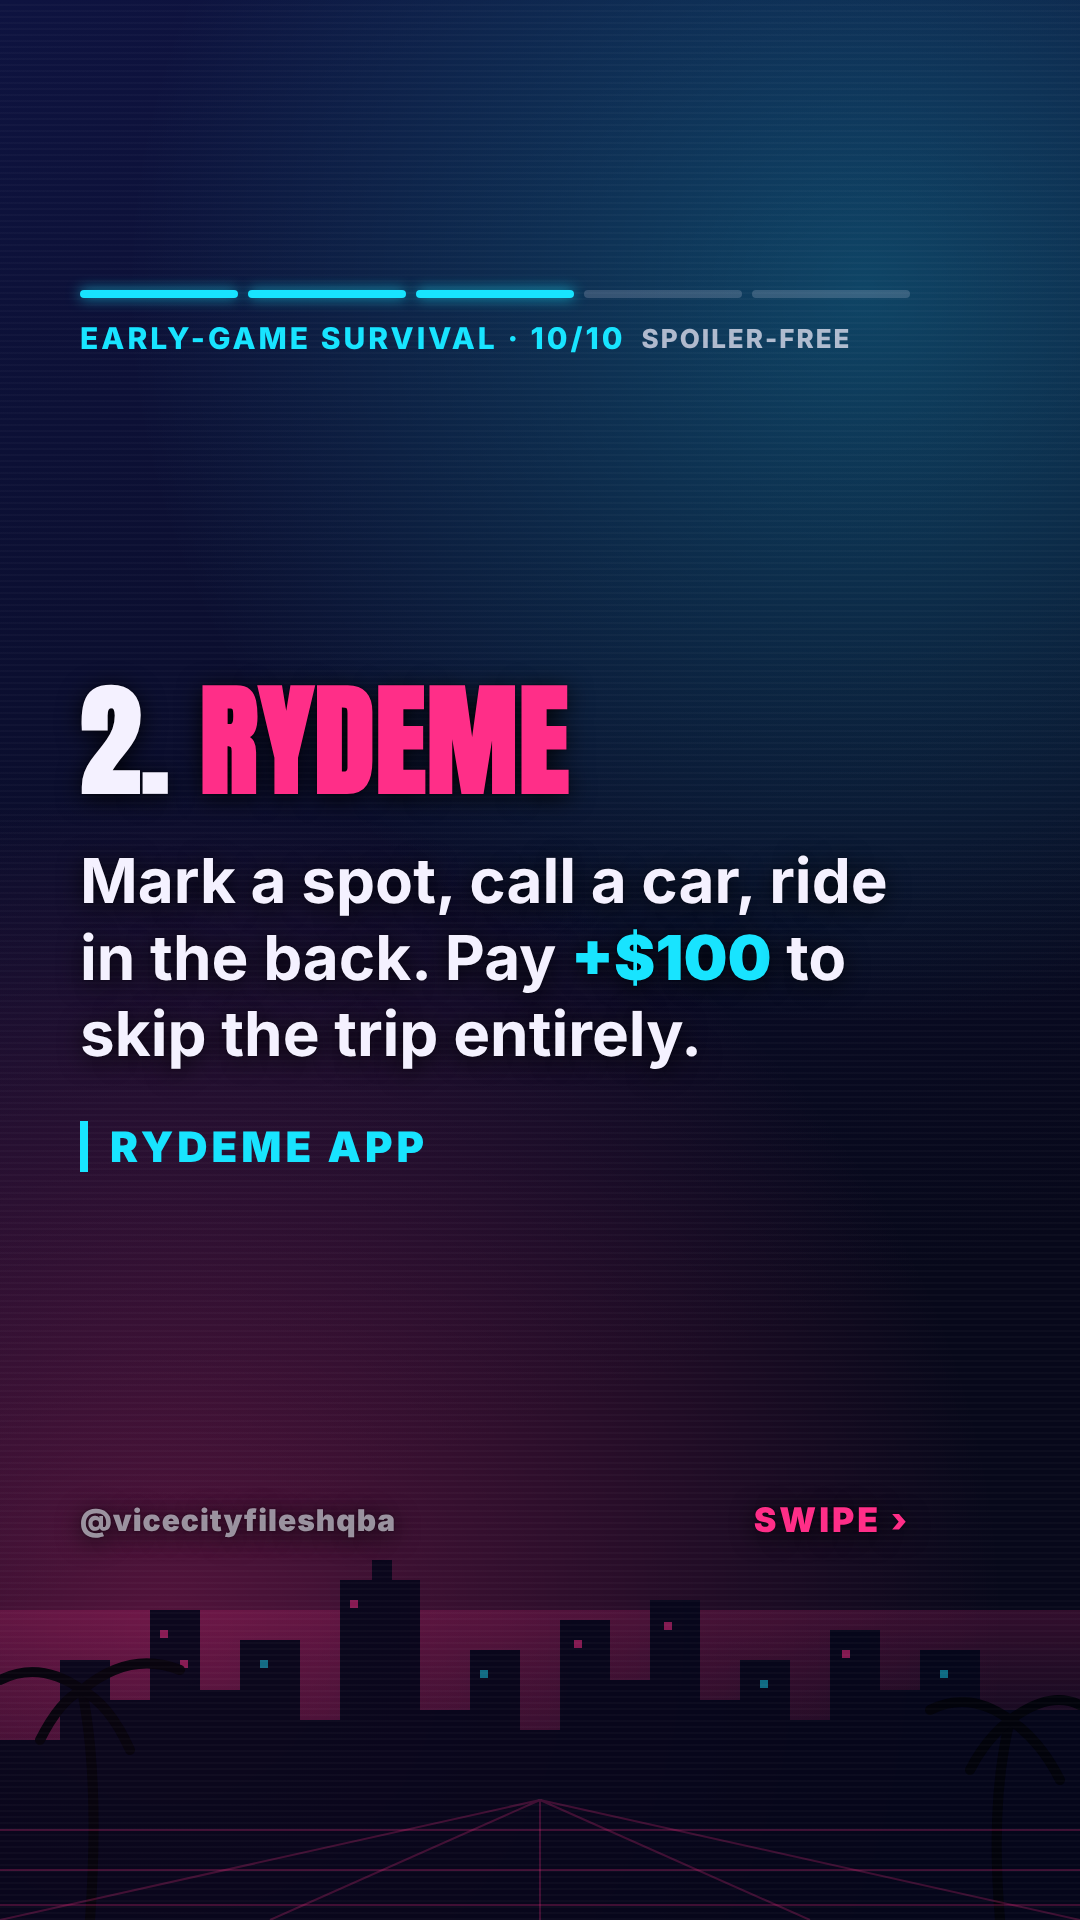 EARLY-GAME SURVIVAL · 10/10 SPOILER-FREE
2. RYDEME
Mark a spot, call a car, ride
in the back. Pay +$100 to
skip the trip entirely.
RYDEME APP
@vicecityfileshqba
SWIPE ›